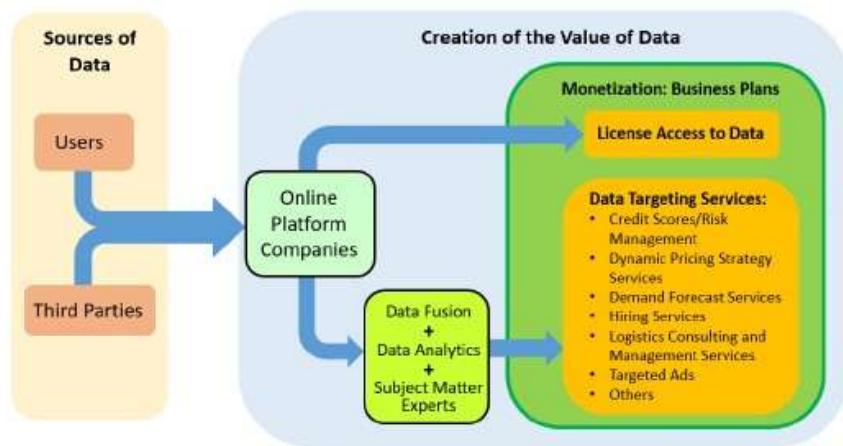 Sources of
Data
Users
Third Parties
Creation of the Value of Data
Online
Platform
Companies
Data Fusion
+
Data Analytics
+
Subject Matter
Experts
Monetization: Business Plans
License Access to Data
Data Targeting Services:
• Credit Scores/Risk
Management
• Dynamic Pricing Strategy
Services
• Demand Forecast Services
• Hiring Services
• Logistics Consulting and
Management Services
• Targeted Ads
• Others